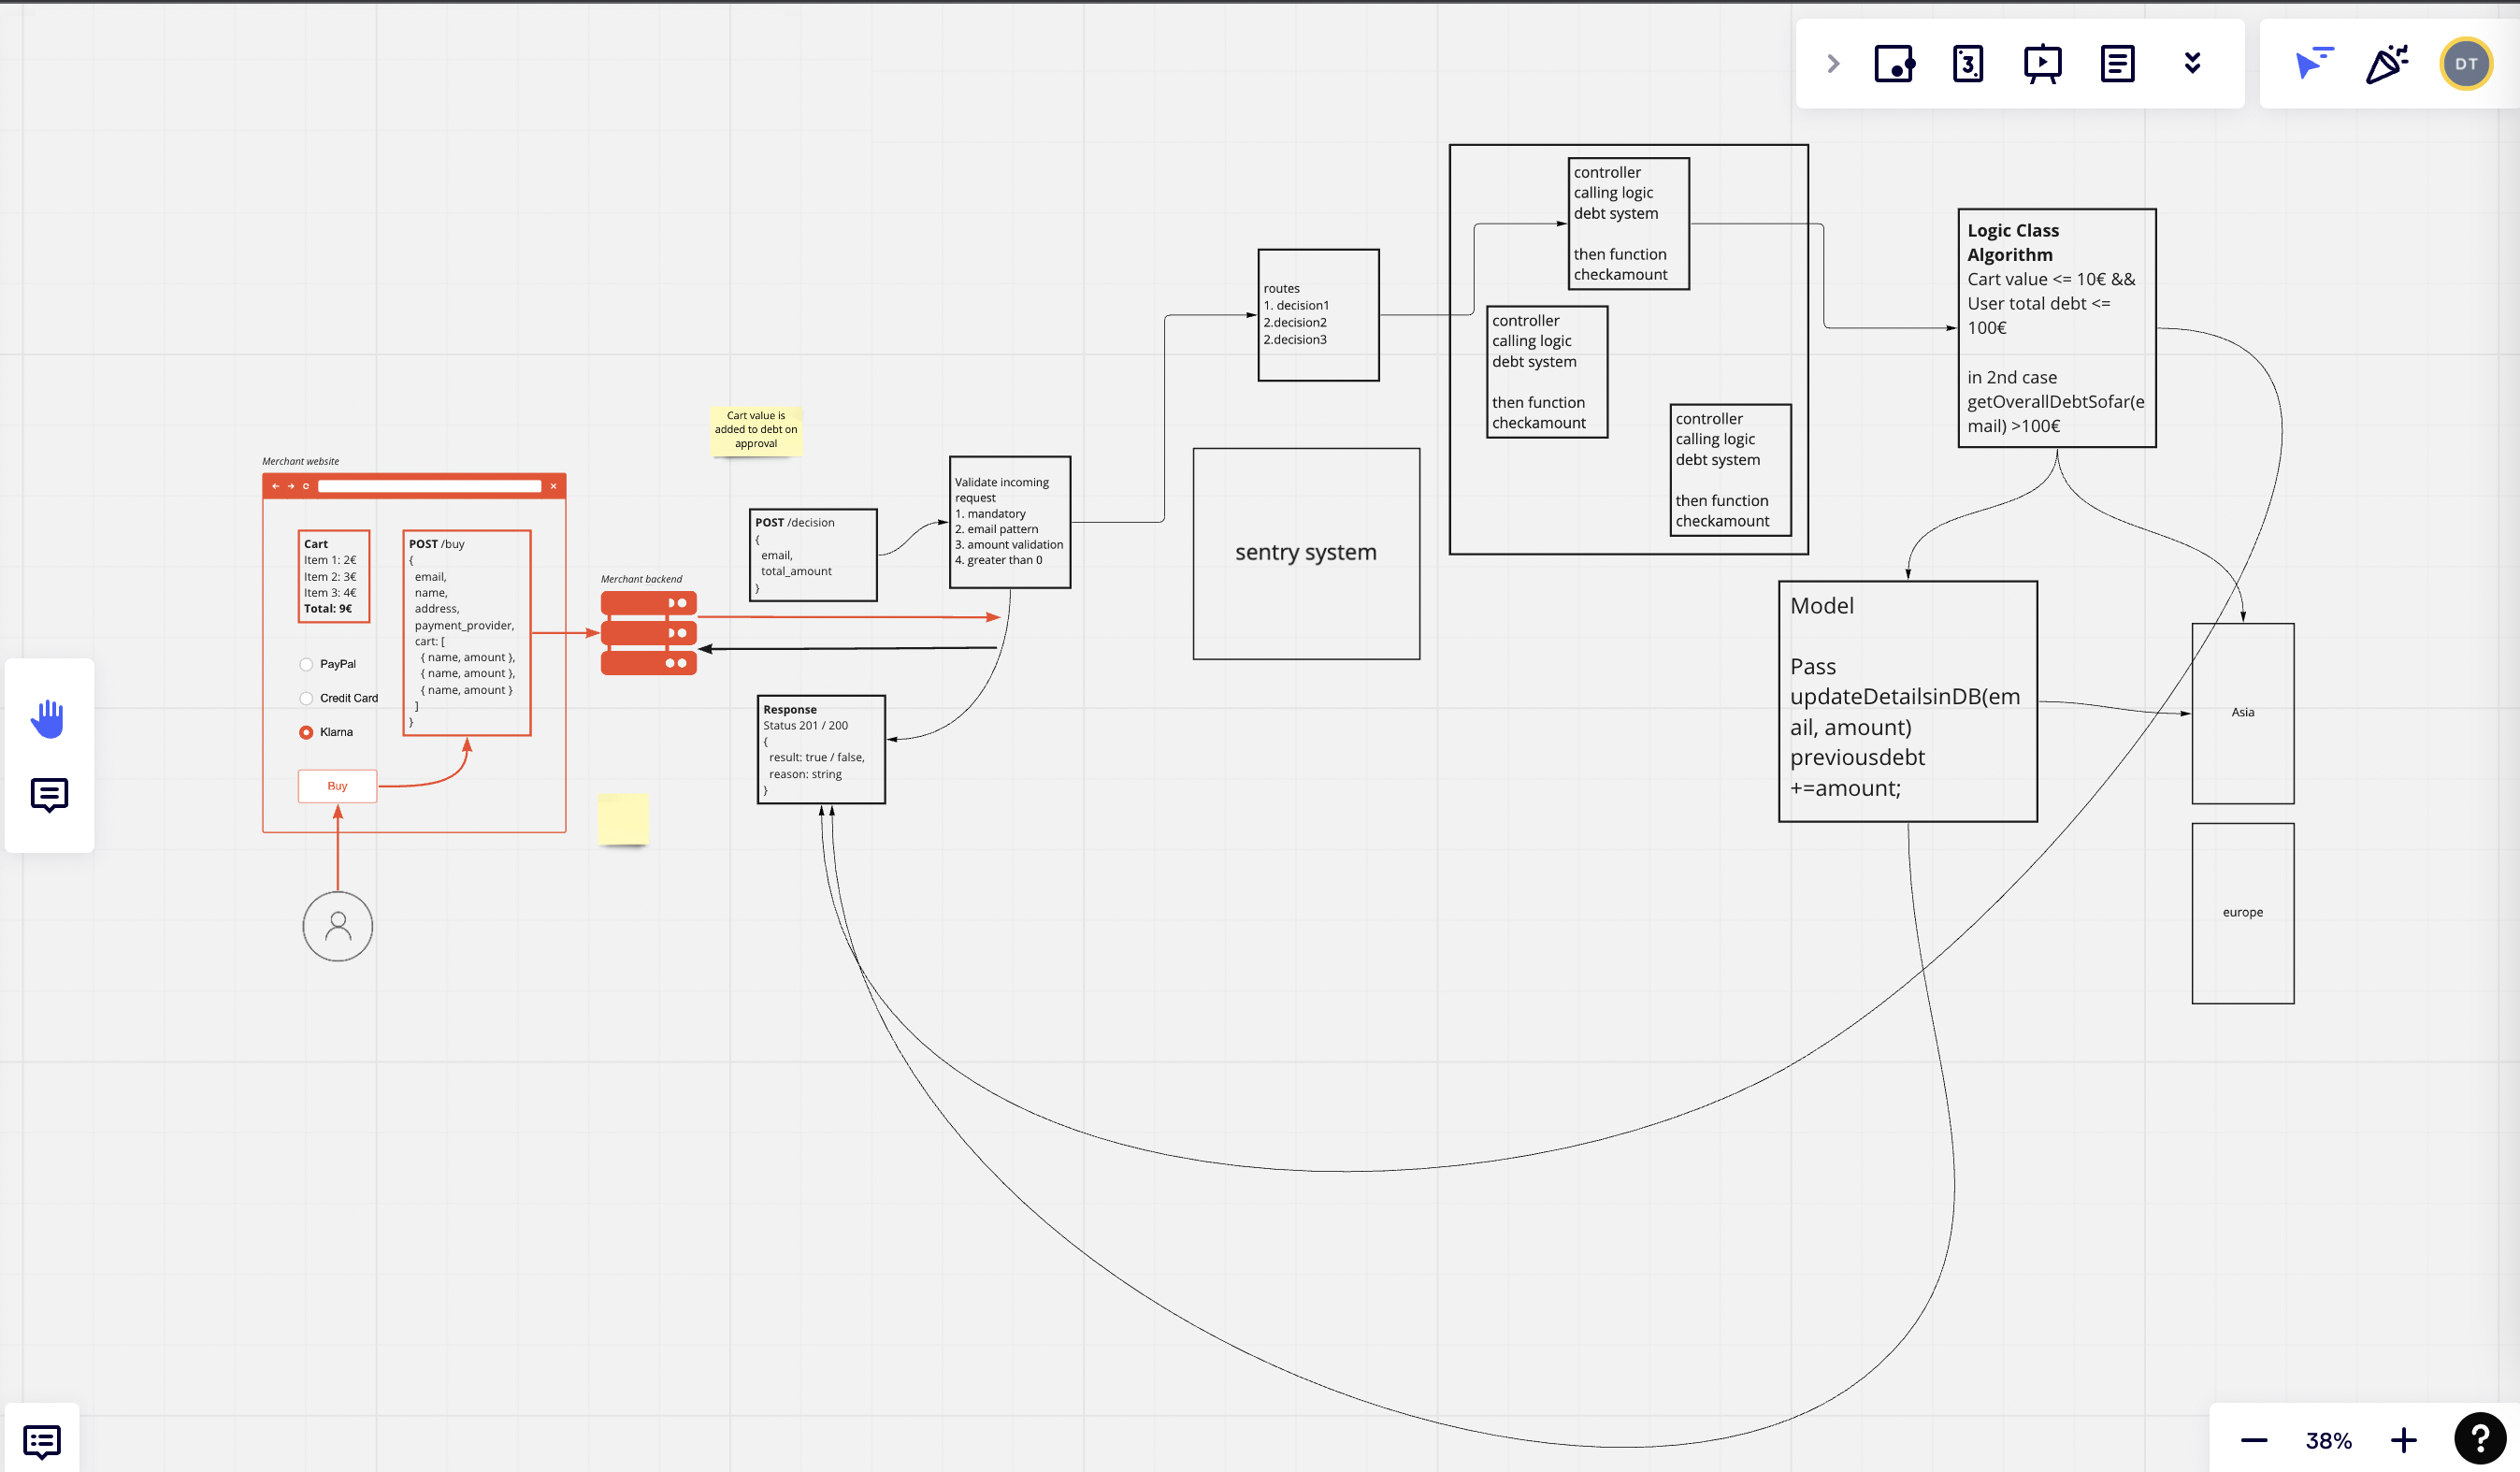 DT
controller
calling logic
debt system
then function
checkamount
Logic Class
Algorithm
Cart value <= 10€ &&
User total debt <=
100€
in 2nd case
getOverallDebtSofar(e
mail) >100€
routes
1. decision1
2.decision2
2.decision3
controller
calling logic
debt system
then function
checkamount
controller
calling logic
debt system
then function
checkamount
Cart value is
added to debt on
approval
Merchant website
Validate incoming
request
1. mandatory
2. email pattern
3. amount validation
4. greater than 0
sentry system
POST /decision
{
email,
total_amount
}
Cart
Item 1: 2€
Item 2: 3€
Item 3: 4€
Total: 9€
POST /buy
{
email,
name,
address,
payment_provider,
cart: [
{ name, amount },
{ name, amount },
{ name, amount }
]
}
Merchant backend
PayPal
Credit Card
Klarna
Buy
Response
Status 201 / 200
{
result: true / false,
reason: string
}
Model
Pass
updateDetailsinDB(em
ail, amount)
previousdebt
+=amount;
Asia
europe
38%